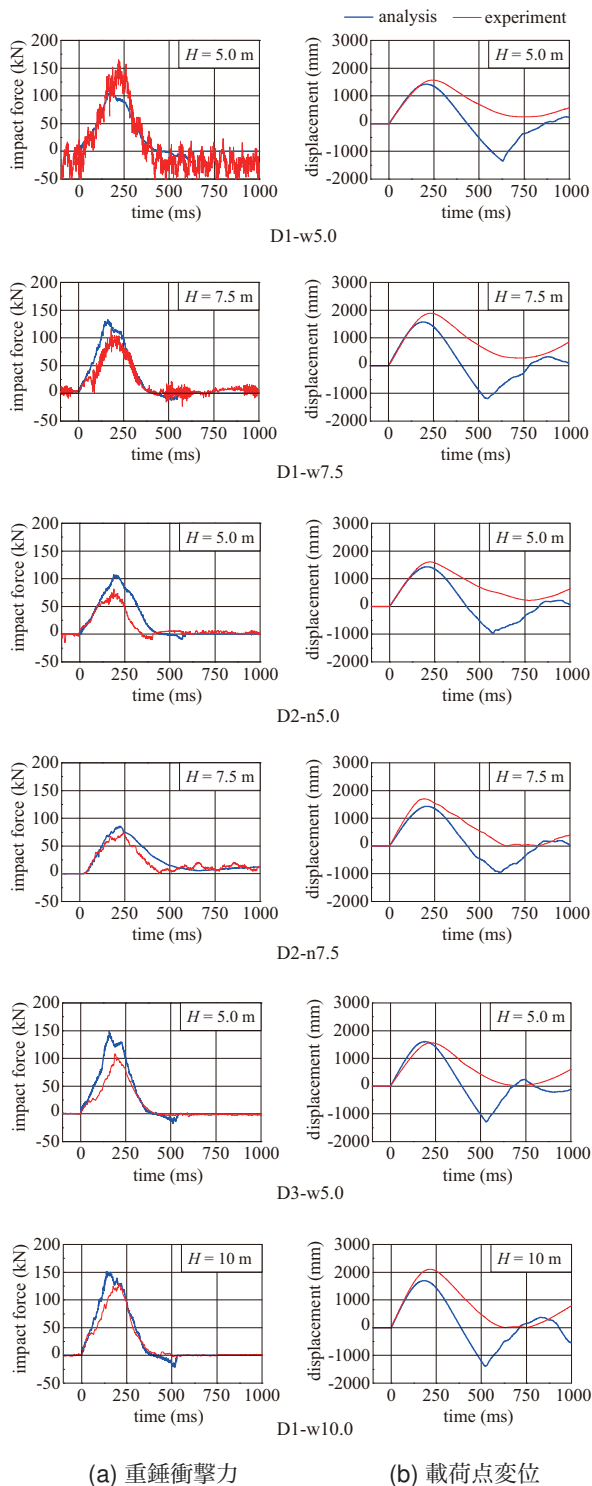 analysis experiment
impact force (kN)
200
150
100
50
0
-50
H = 5.0 m
0 250 500 750 1000
time (ms)
displacement (mm)
3000
2000
1000
0
-1000
-2000
H = 5.0 m
0 250 500 750 1000
time (ms)
D1-w5.0
impact force (kN)
200
150
100
50
0
-50
H = 7.5 m
0 250 500 750 1000
time (ms)
displacement (mm)
3000
2000
1000
0
-1000
-2000
H = 7.5 m
0 250 500 750 1000
time (ms)
D1-w7.5
impact force (kN)
200
150
100
50
0
-50
H = 5.0 m
0 250 500 750 1000
time (ms)
displacement (mm)
3000
2000
1000
0
-1000
-2000
H = 5.0 m
0 250 500 750 1000
time (ms)
D2-n5.0
impact force (kN)
200
150
100
50
0
-50
H = 7.5 m
0 250 500 750 1000
time (ms)
displacement (mm)
3000
2000
1000
0
-1000
-2000
H = 7.5 m
0 250 500 750 1000
time (ms)
D2-n7.5
impact force (kN)
200
150
100
50
0
-50
H = 5.0 m
0 250 500 750 1000
time (ms)
displacement (mm)
3000
2000
1000
0
-1000
-2000
H = 5.0 m
0 250 500 750 1000
time (ms)
D3-w5.0
impact force (kN)
200
150
100
50
0
-50
H = 10 m
0 250 500 750 1000
time (ms)
displacement (mm)
3000
2000
1000
0
-1000
-2000
H = 10 m
0 250 500 750 1000
time (ms)
D1-w10.0
(a) 重錘衝撃力
(b) 載荷点変位